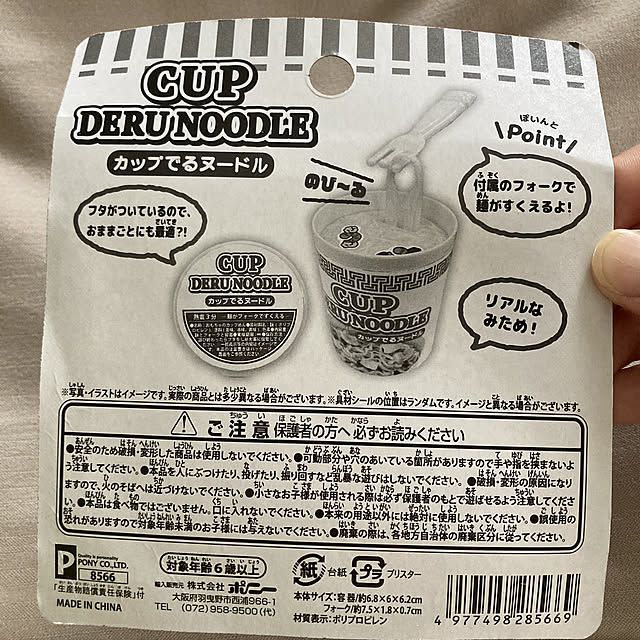 CUP
DERU NOODLE
カップでるヌードル
ぽいんと
Point
のび〜る
付属のフォークで
麺がすくえるよ!
フタがついているので、
おままごとにも最適?!
CUP
DERU NOODLE
カップでるヌードル
熱湯3分
CUP
RU NOODLE
カップでるヌードル
リアルな
みため!
※写真・イラストはイメージです。実際の商品とは多少異なる場合がございます。※具材シールの位置はランダムです。イメージと異なる場合がございます。
ご注意 保護者の方へ必ずお読みください
●安全のため破損・変形した商品は使用しないでください。●可動部分や穴のあいている箇所がありますので手や指を挟まないよ
う注意してください。●本品を人にぶつけたり、投げたり、振り回すなど乱暴な遊びはしないでください。●破損・変形の原因になり
ますので、火のそばへは近づけないでください。●小さなお子様が使用される際は必ず保護者のもとで遊ばせるよう注意してくださ
い。●本品は食べ物ではございません。口に入れないでください。●本来の用途以外には絶対に使用しないでください。●誤使用の
恐れがありますので対象年齢未満のお子様には与えないでください。●廃棄の際は、各地方自治体の廃棄区分に従ってください。
P
Quality is personality
PONY CO.,LTD.
8566
「生産物賠償責任保険」付
MADE IN CHINA
対象年齢6歳以上
輸入販売元 株式会社 ポニー
大阪府羽曳野市西浦966-1
TEL (072)958-9500(代)
紙 台紙 プラ ブリスター
本体サイズ:容 器/約6.8×6×6.2cm
フォーク/約7.5×1.8×0.7cm
材質:ポリプロピレン
4977498285669